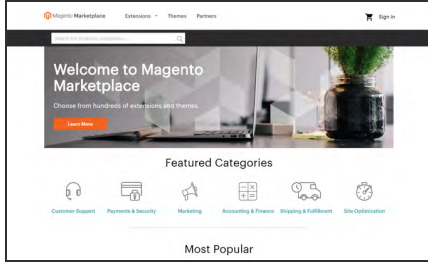 Magento Marketplace
Extensions
Themes
Partners
Sign In
Welcome to Magento
Marketplace
Choose from hundreds of extensions and themes.
Learn More
Featured Categories
Customer Support
Payments & Security
Marketing
Accounting & Finance
Shipping & Fulfillment
Site Optimization
Most Popular